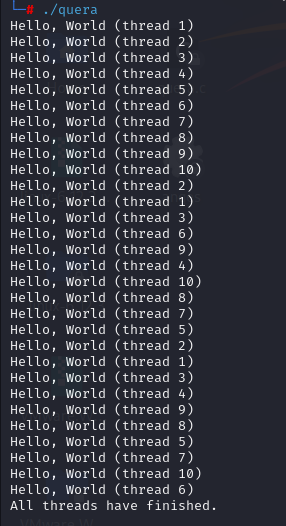 └─# ./quera
Hello, World (thread 1)
Hello, World (thread 2)
Hello, World (thread 3)
Hello, World (thread 4)
Hello, World (thread 5)
Hello, World (thread 6)
Hello, World (thread 7)
Hello, World (thread 8)
Hello, World (thread 9)
Hello, World (thread 10)
Hello, World (thread 2)
Hello, World (thread 1)
Hello, World (thread 3)
Hello, World (thread 6)
Hello, World (thread 9)
Hello, World (thread 4)
Hello, World (thread 10)
Hello, World (thread 8)
Hello, World (thread 7)
Hello, World (thread 5)
Hello, World (thread 2)
Hello, World (thread 1)
Hello, World (thread 3)
Hello, World (thread 4)
Hello, World (thread 9)
Hello, World (thread 8)
Hello, World (thread 5)
Hello, World (thread 7)
Hello, World (thread 10)
Hello, World (thread 6)
All threads have finished.